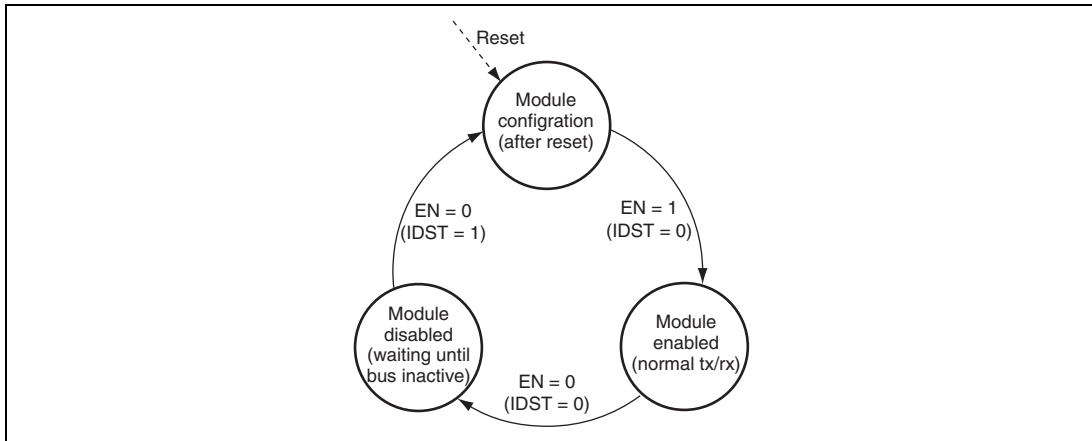 Reset
Module
configration
(after reset)
EN = 0
(IDST = 1)
EN = 1
(IDST = 0)
Module
disabled
(waiting until
bus inactive)
Module
enabled
(normal tx/rx)
EN = 0
(IDST = 0)